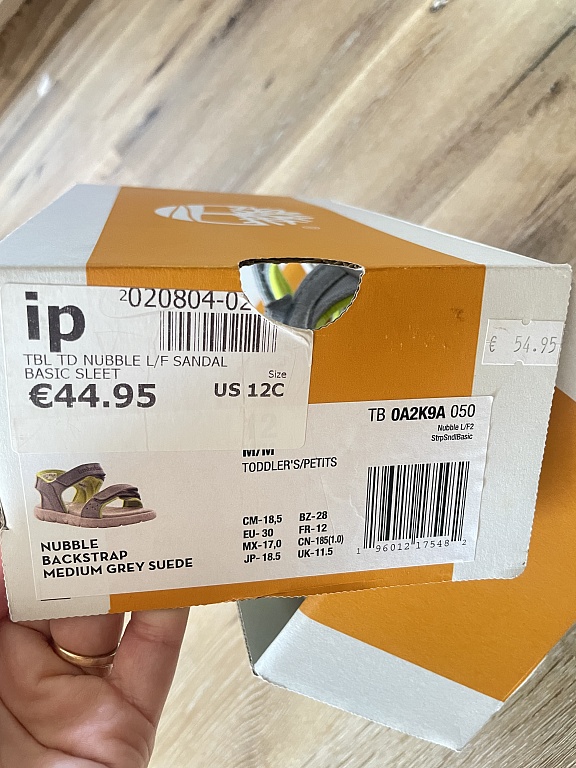 ip
2020804-02
TBL TD NUBBLE L/F SANDAL
BASIC SLEET
€44.95
Size
US 12C
€ 54.95
TB 0A2K9A 050
Nubble L/F2
StrpSndlBasic
12
M/M
TODDLER'S/PETITS
CM-18,5 BZ-28
EU- 30 FR-12
MX-17,0 CN-185(1.0)
JP- 18.5 UK-11.5
1 96012 17548 2
NUBBLE
BACKSTRAP
MEDIUM GREY SUEDE